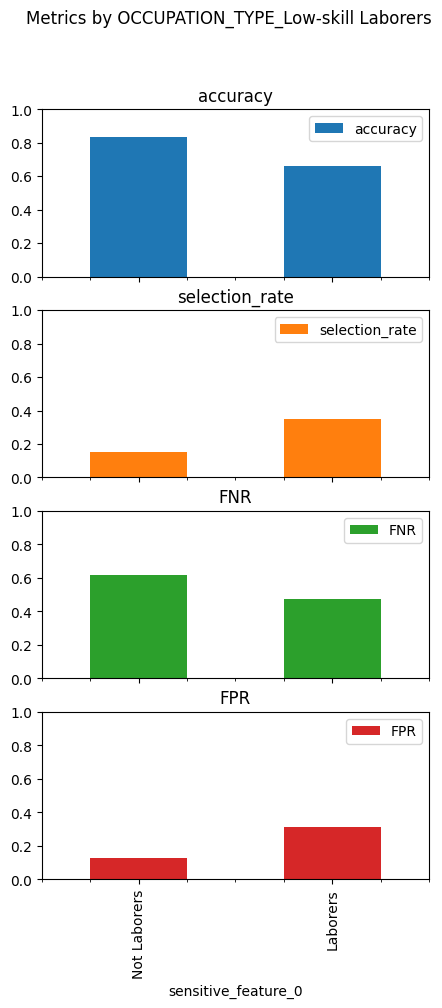 Metrics by OCCUPATION_TYPE_Low-skill Laborers
accuracy
1.0
0.8
0.6
0.4
0.2
0.0
accuracy
selection_rate
1.0
0.8
0.6
0.4
0.2
0.0
selection_rate
FNR
1.0
0.8
0.6
0.4
0.2
0.0
FNR
FPR
1.0
0.8
0.6
0.4
0.2
0.0
FPR
Not Laborers
Laborers
sensitive_feature_0